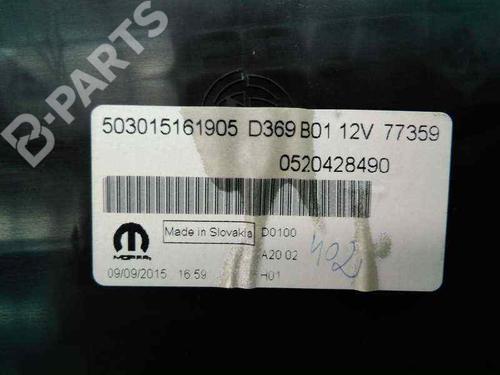 B-PARTS
503015161905 D369 B01 12V 77359
0520428490
Made in Slovakia D0100
MOPAR A20 02
402
09/09/2015 16:59 H01